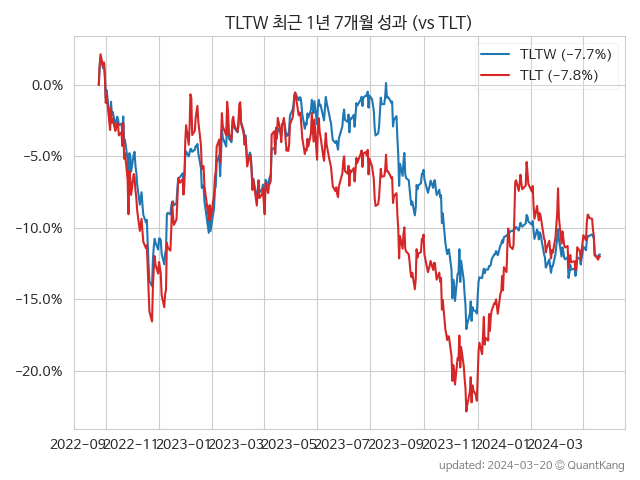 TLTW 최근 1년 7개월 성과 (vs TLT)
TLTW (−7.7%)
TLT (−7.8%)
0.0%
−5.0%
−10.0%
−15.0%
−20.0%
2022-09 2022-11 2023-01 2023-03 2023-05 2023-07 2023-09 2023-11 2024-01 2024-03
updated: 2024-03-20 @ QuantKang